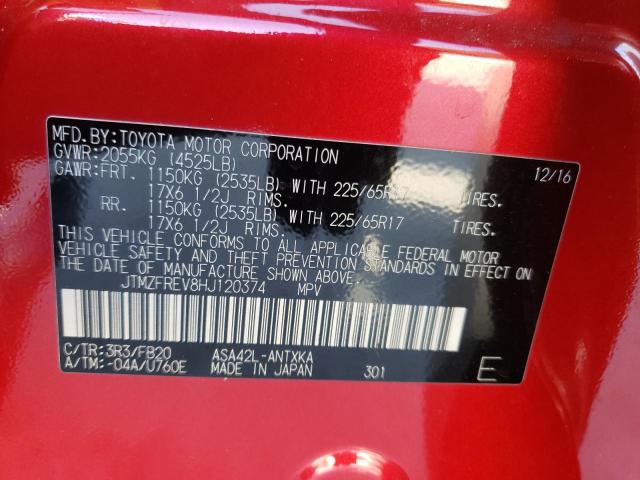 MFD.BY:TOYOTA MOTOR CORPORATION 12/16
GVWR:2055KG (4525LB)
GAWR:FRT. 1150KG (2535LB) WITH 225/65R17 TIRES.
17X6 1/2J RIMS.
RR. 1150KG (2535LB) WITH 225/65R17 TIRES.
17X6 1/2J RIMS.
THIS VEHICLE CONFORMS TO ALL APPLICABLE FEDERAL MOTOR
VEHICLE SAFETY AND THEFT PREVENTION STANDARDS IN EFFECT ON
THE DATE OF MANUFACTURE SHOWN ABOVE.
JTMZFREV8HJ120374 MPV
C/TR:3R3/FB20 ASA42L-ANTXKA
A/TM:-04A/U760E MADE IN JAPAN 301 E